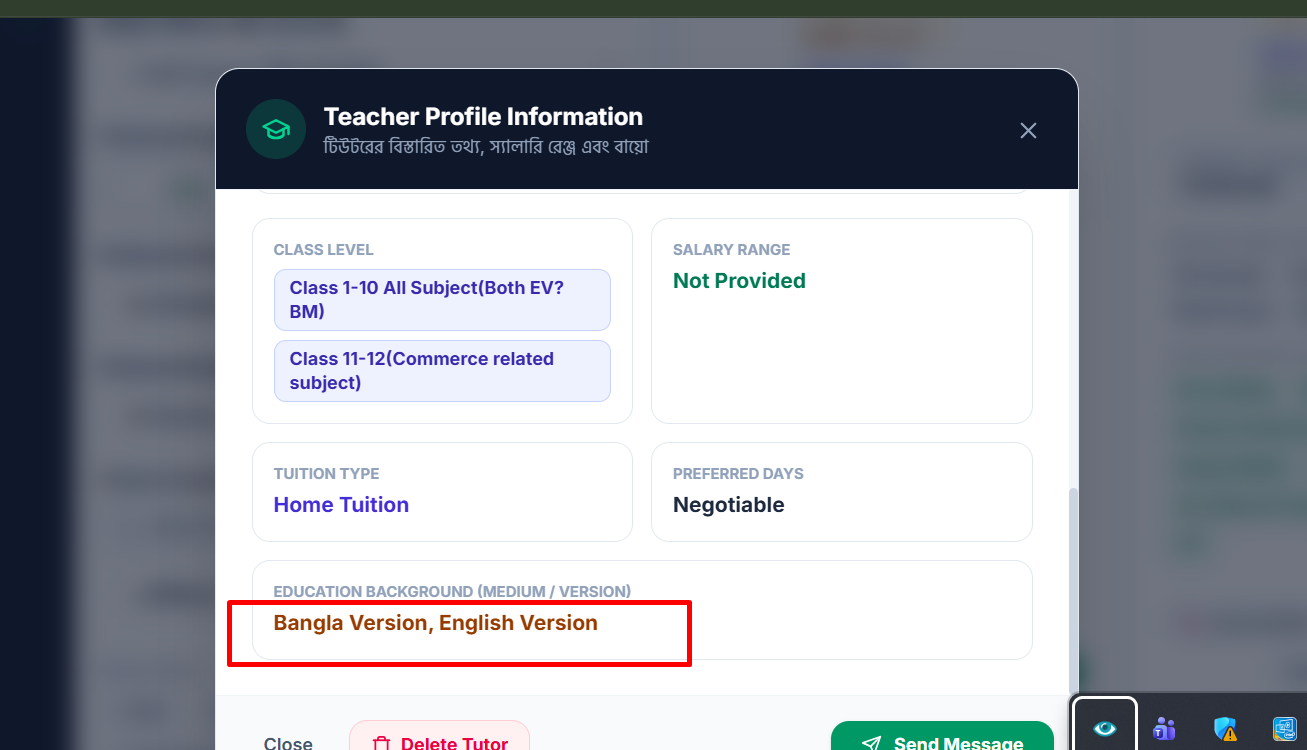 Teacher Profile Information
টিউটরের বিস্তারিত তথ্য, স্যালারি রেঞ্জ এবং বায়ো
CLASS LEVEL
Class 1-10 All Subject(Both EV?
BM)
Class 11-12(Commerce related
subject)
SALARY RANGE
Not Provided
TUITION TYPE
Home Tuition
PREFERRED DAYS
Negotiable
EDUCATION BACKGROUND (MEDIUM / VERSION)
Bangla Version, English Version
Close
Delete Tutor
Send Message